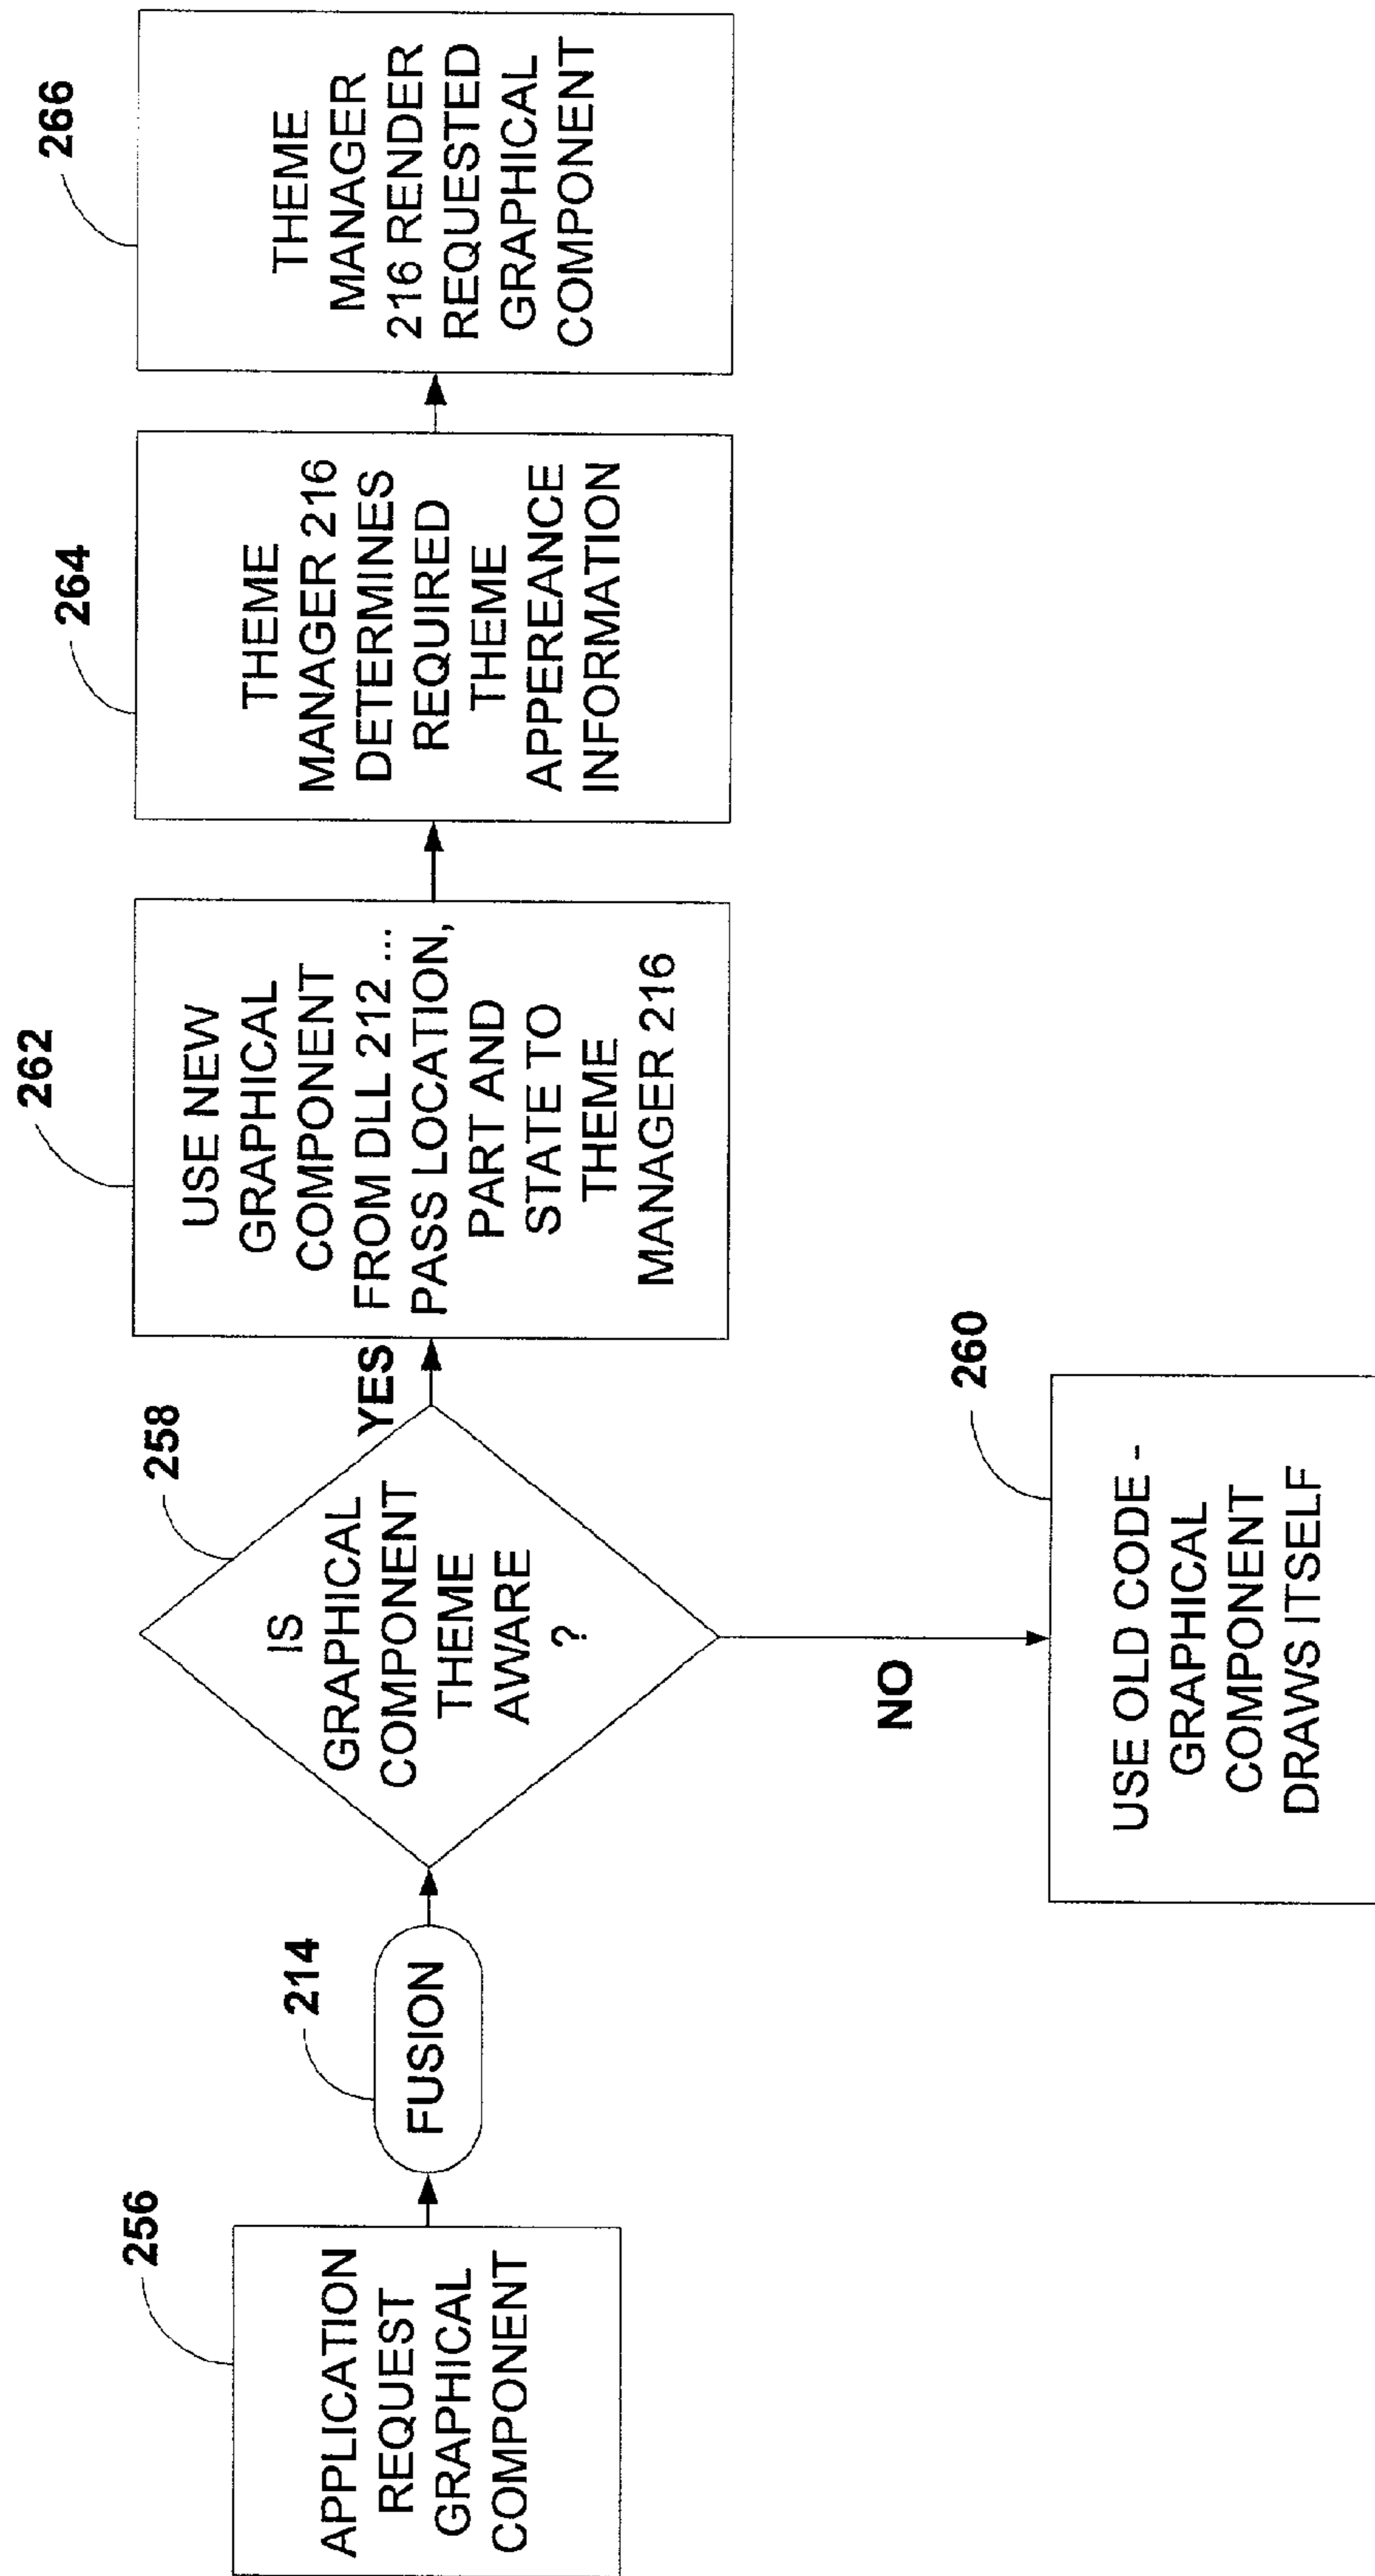 256
APPLICATION
REQUEST
GRAPHICAL
COMPONENT
214
FUSION
258
IS
GRAPHICAL
COMPONENT
THEME
AWARE
?
YES
NO
262
USE NEW
GRAPHICAL
COMPONENT
FROM DLL 212 ...
PASS LOCATION,
PART AND
STATE TO
THEME
MANAGER 216
264
THEME
MANAGER 216
DETERMINES
REQUIRED
THEME
APPEREANCE
INFORMATION
266
THEME
MANAGER
216 RENDER
REQUESTED
GRAPHICAL
COMPONENT
260
USE OLD CODE -
GRAPHICAL
COMPONENT
DRAWS ITSELF